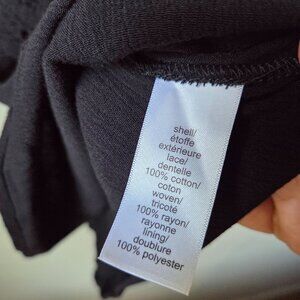 shell/
étoffe
extérieure
lace/
dentelle
100% cotton/
coton
woven/
tricoté
100% rayon/
rayonne
lining/
doublure
100% polyester